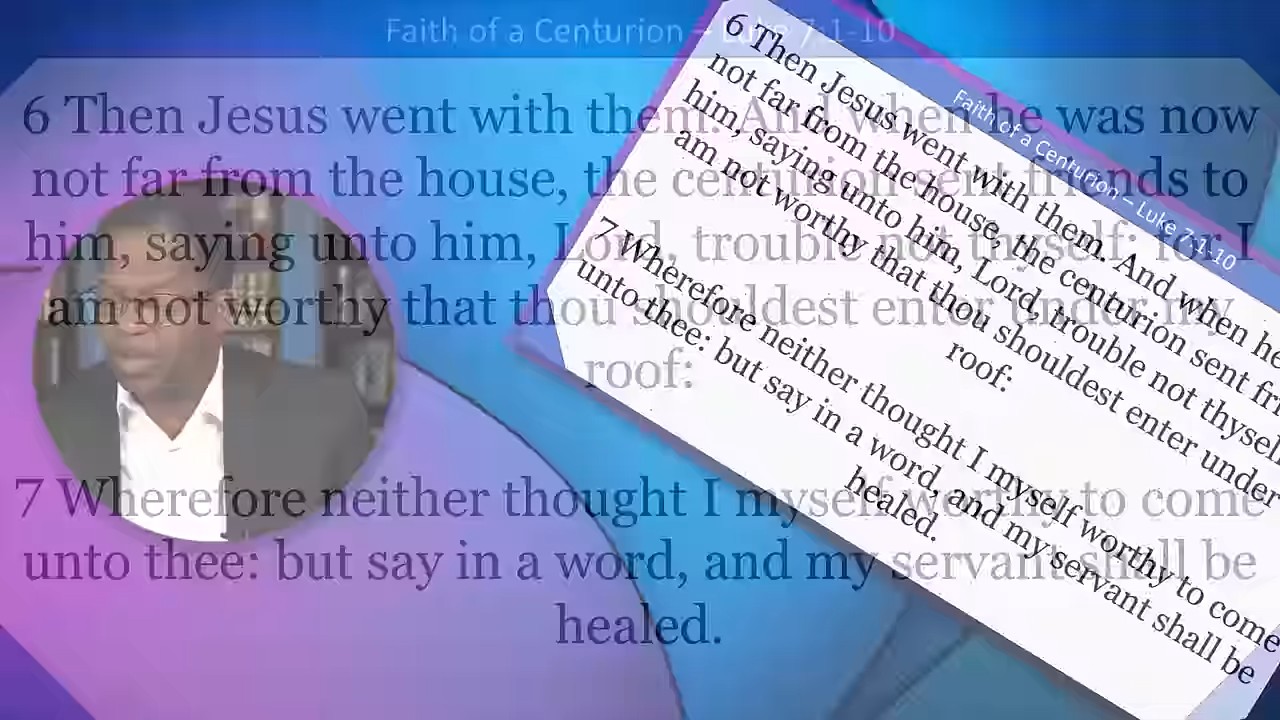 Faith of a Centurion – Luke 7:1-10
6 Then Jesus went with them. And when he was now
not far from the house, the centurion sent friends to
him, saying unto him, Lord, trouble not thyself: for I
am not worthy that thou shouldest enter under my
roof:
7 Wherefore neither thought I myself worthy to come
unto thee: but say in a word, and my servant shall be
healed.
Faith of a Centurion – Luke 7:1-10
6 Then Jesus went with them. And when he
not far from the house, the centurion sent fri
him, saying unto him, Lord, trouble not thysel
am not worthy that thou shouldest enter under
roof:
7 Wherefore neither thought I myself worthy to come
unto thee: but say in a word, and my servant shall be
healed.